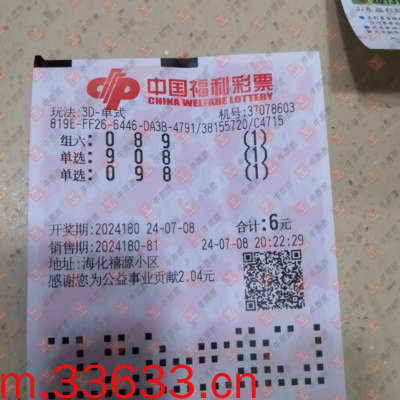 中国福利彩票
CHINA WELFARE LOTTERY
玩法:3D-单式 机号:37078603
819E-FF26-6446-DA3B-4791/38155720/C4715
组六: 0 8 9 (1)
单选: 9 0 8 (1)
单选: 0 9 8 (1)
开奖期:2024180 24-07-08 合计:6元
销售期:2024180-81 24-07-08 20:22:29
地址:海化禧源小区
感谢您为公益事业贡献2.04元
m.33633.cn